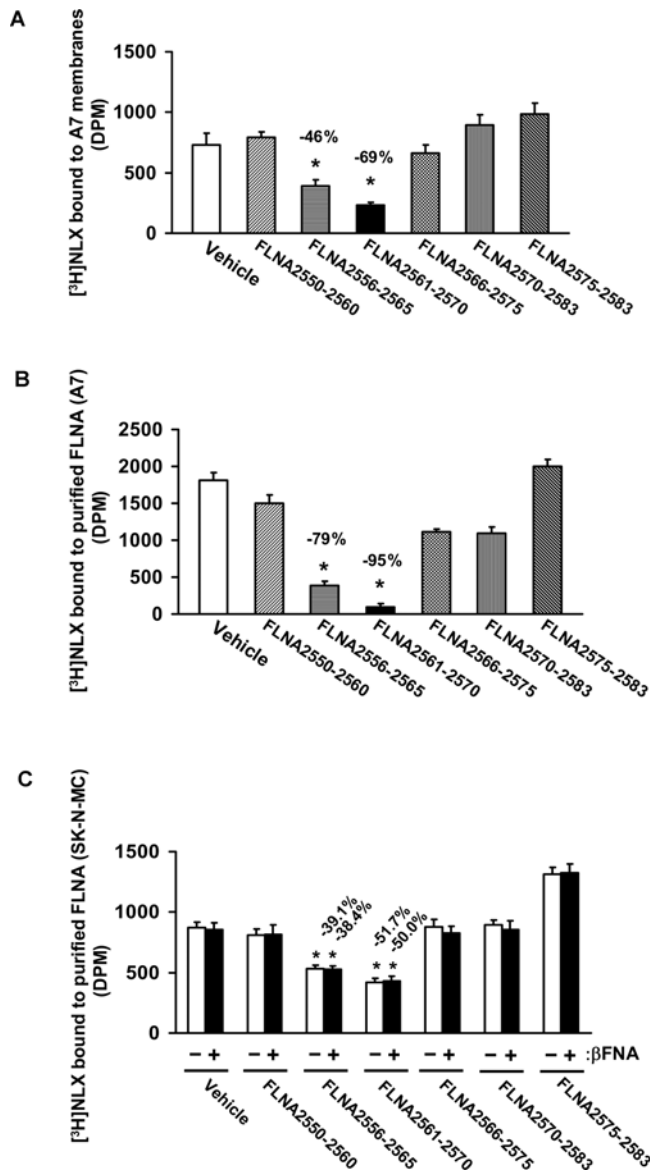 A
[³H]NLX bound to A7 membranes
(DPM)
1500
1000
500
0
-46%
*
-69%
*
Vehicle
FLNA2550-2560
FLNA2556-2565
FLNA2561-2570
FLNA2566-2575
FLNA2570-2583
FLNA2575-2583
B
[³H]NLX bound to purified FLNA (A7)
(DPM)
2500
2000
1500
1000
500
0
-79%
*
-95%
*
Vehicle
FLNA2550-2560
FLNA2556-2565
FLNA2561-2570
FLNA2566-2575
FLNA2570-2583
FLNA2575-2583
C
[³H]NLX bound to purified FLNA (SK-N-MC)
(DPM)
1500
1000
500
0
-39.1%
-38.4%
* *
-51.7%
-50.0%
* *
− + − + − + − + − + − + − + :βFNA
Vehicle
FLNA2550-2560
FLNA2556-2565
FLNA2561-2570
FLNA2566-2575
FLNA2570-2583
FLNA2575-2583